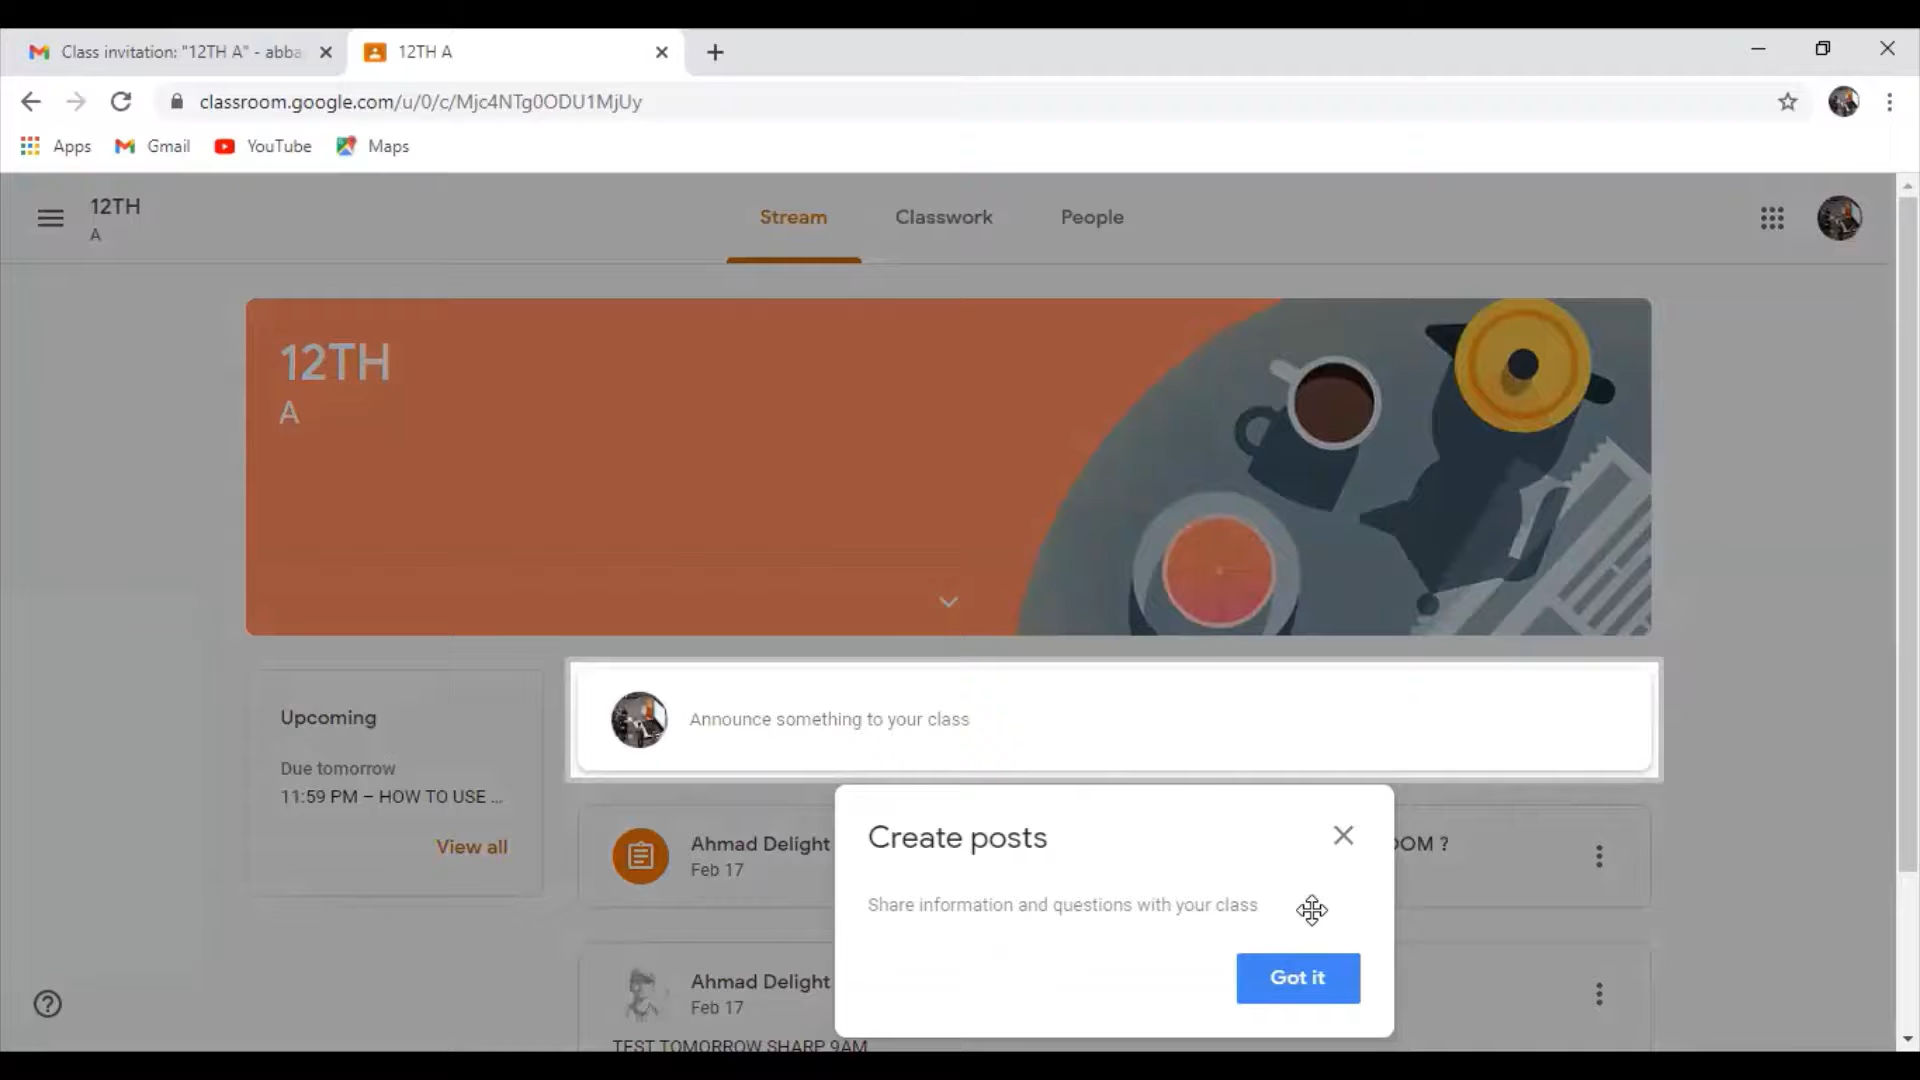 Class invitation: "12TH A" - abba
12TH A
classroom.google.com/u/0/c/Mjc4NTg0ODU1MjUy
Apps
Gmail
YouTube
Maps
12TH
A
Stream
Classwork
People
12TH
A
Upcoming
Due tomorrow
11:59 PM – HOW TO USE ...
View all
Announce something to your class
Ahmad Delight
OOM ?
Feb 17
Create posts
Share information and questions with your class
Got it
Ahmad Delight
Feb 17
TEST TOMORROW SHARP 9AM